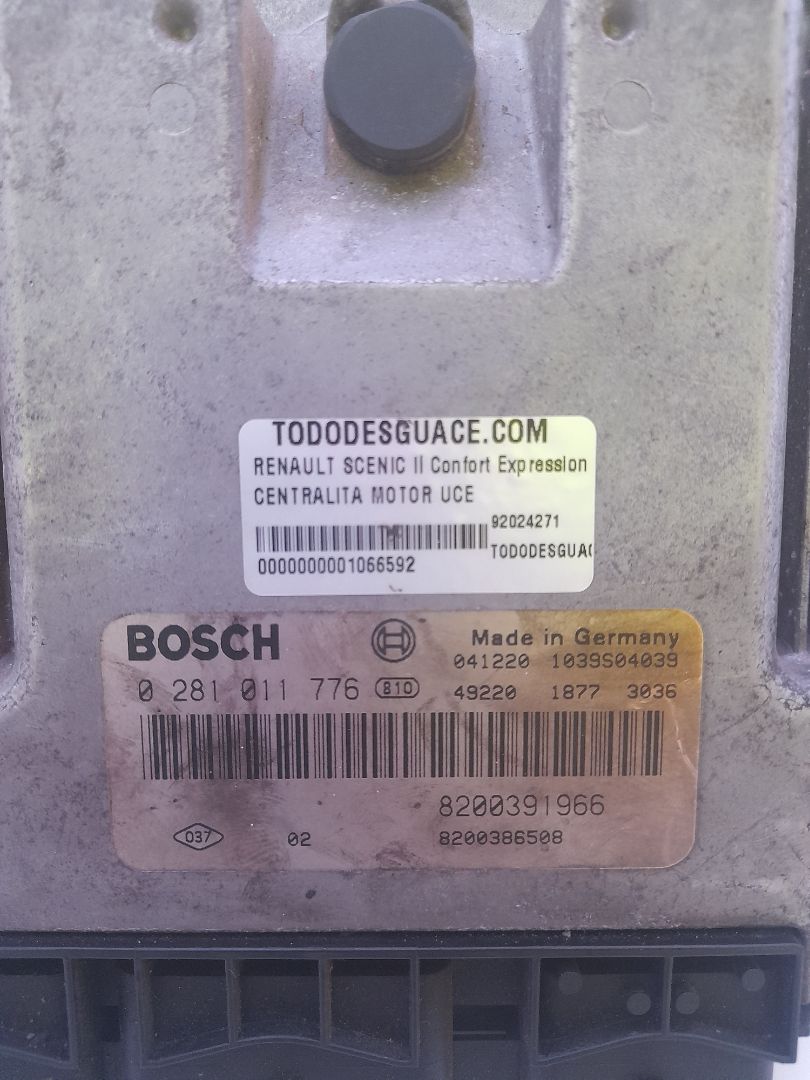 TODODESGUACE.COM
RENAULT SCENIC II Confort Expression
CENTRALITA MOTOR UCE
92024271
TODODESGUA
0000000001066592
BOSCH
Made in Germany
041220 1039S04039
0 281 011 776 810
49220 1877 3036
8200391966
037 02 8200386508